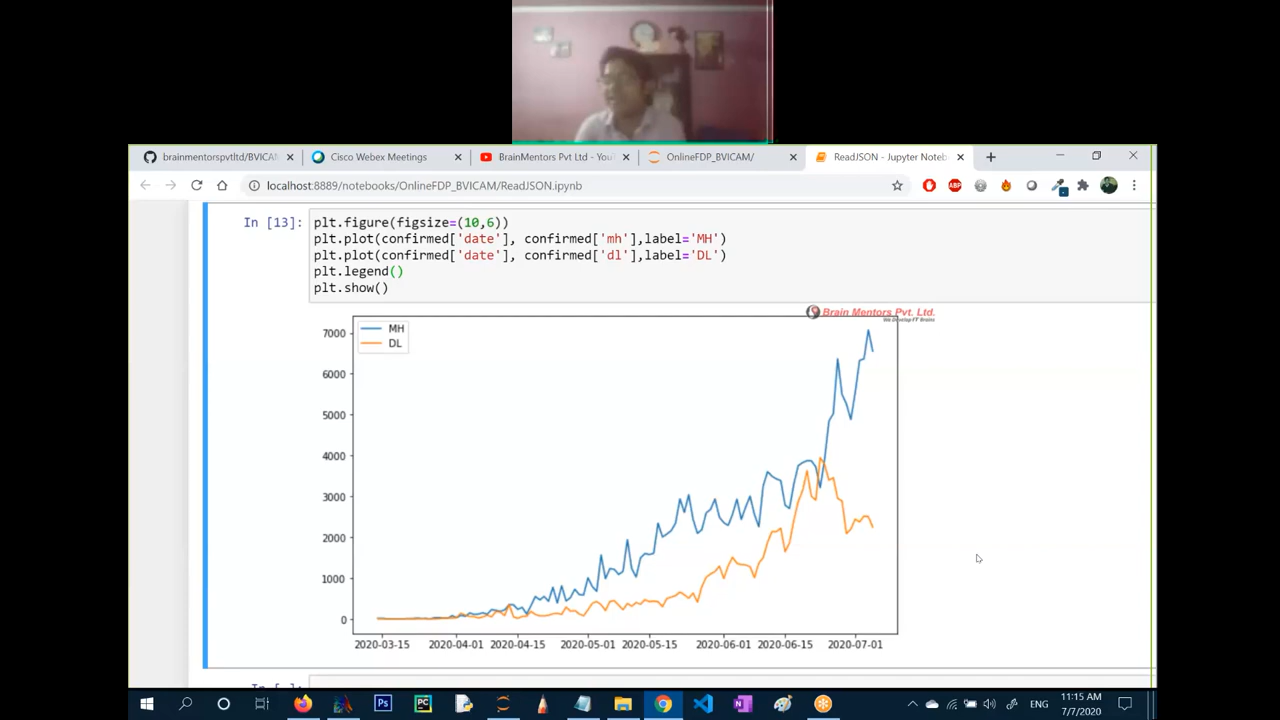 brainmentorspvtltd/BVICA
Cisco Webex Meetings
BrainMentors Pvt Ltd - You
OnlineFDP_BVICAM/
ReadJSON - Jupyter Noteb
localhost:8889/notebooks/OnlineFDP_BVICAM/ReadJSON.ipynb
ABP
In [13]:
plt.figure(figsize=(10,6))
plt.plot(confirmed['date'], confirmed['mh'],label='MH')
plt.plot(confirmed['date'], confirmed['dl'],label='DL')
plt.legend()
plt.show()
Brain Mentors Pvt. Ltd.
MH
DL
7000
6000
5000
4000
3000
2000
1000
0
2020-03-15 2020-04-01 2020-04-15 2020-05-01 2020-05-15 2020-06-01 2020-06-15 2020-07-01
Ps
PC
N
ENG
11:15 AM
7/7/2020